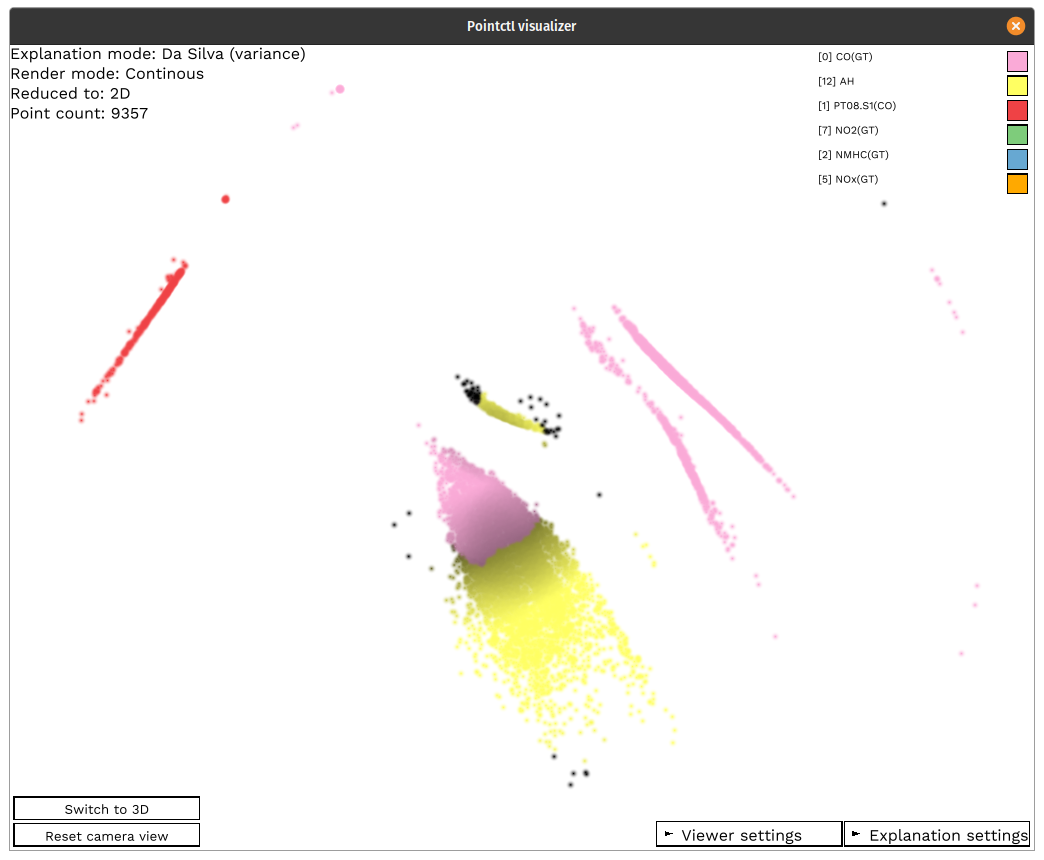 Pointctl visualizer
Explanation mode: Da Silva (variance)
Render mode: Continous
Reduced to: 2D
Point count: 9357
[0] CO(GT)
[12] AH
[1] PT08.S1(CO)
[7] NO2(GT)
[2] NMHC(GT)
[5] NOx(GT)
Switch to 3D
Reset camera view
Viewer settings
Explanation settings